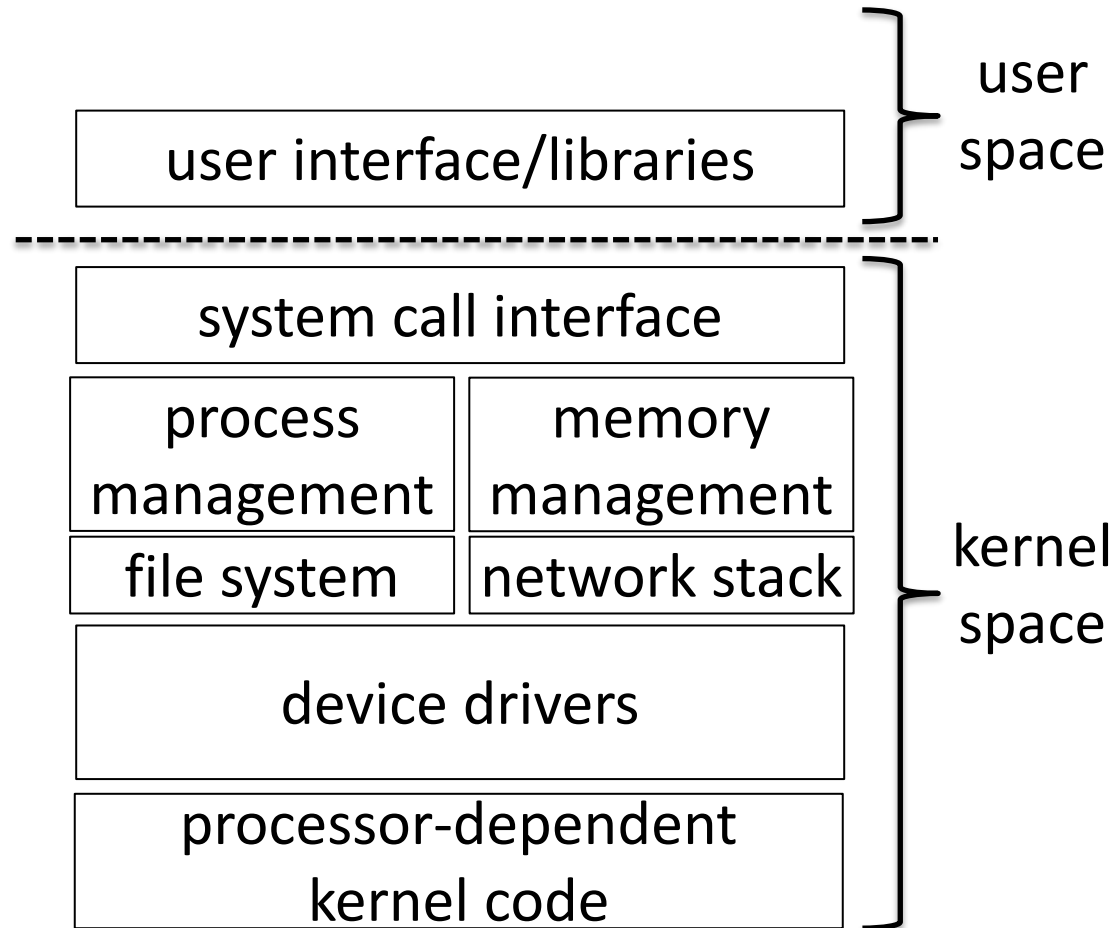 user
space
user interface/libraries
system call interface
process
management
memory
management
file system
network stack
kernel
space
device drivers
processor-dependent
kernel code